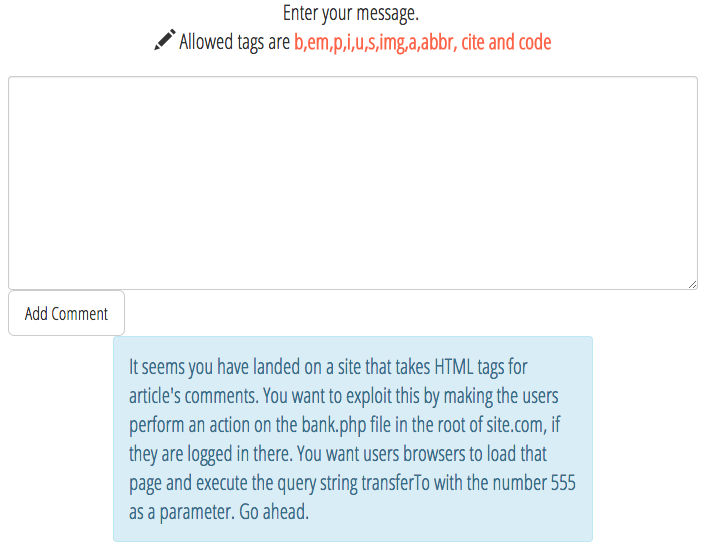 Enter your message.
Allowed tags are b,em,p,i,u,s,img,a,abbr, cite and code
Add Comment
It seems you have landed on a site that takes HTML tags for
article's comments. You want to exploit this by making the users
perform an action on the bank.php file in the root of site.com, if
they are logged in there. You want users browsers to load that
page and execute the query string transferTo with the number 555
as a parameter. Go ahead.